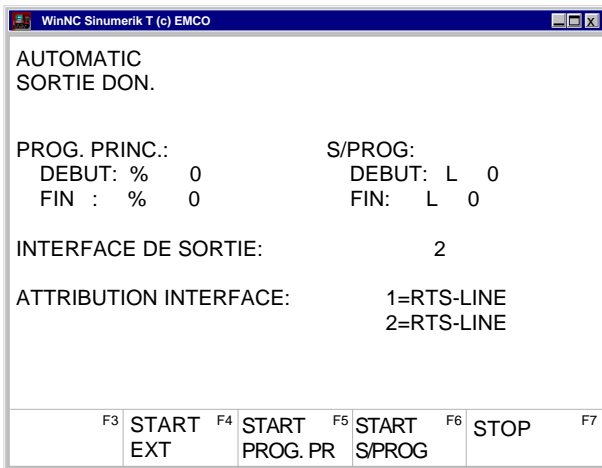 WinNC Sinumerik T (c) EMCO
AUTOMATIC
SORTIE DON.
PROG. PRINC.: S/PROG:
DEBUT: % 0 DEBUT: L 0
FIN : % 0 FIN: L 0
INTERFACE DE SORTIE: 2
ATTRIBUTION INTERFACE: 1=RTS-LINE
2=RTS-LINE
F3 START F4 START F5 START F6 STOP F7
EXT PROG. PR S/PROG